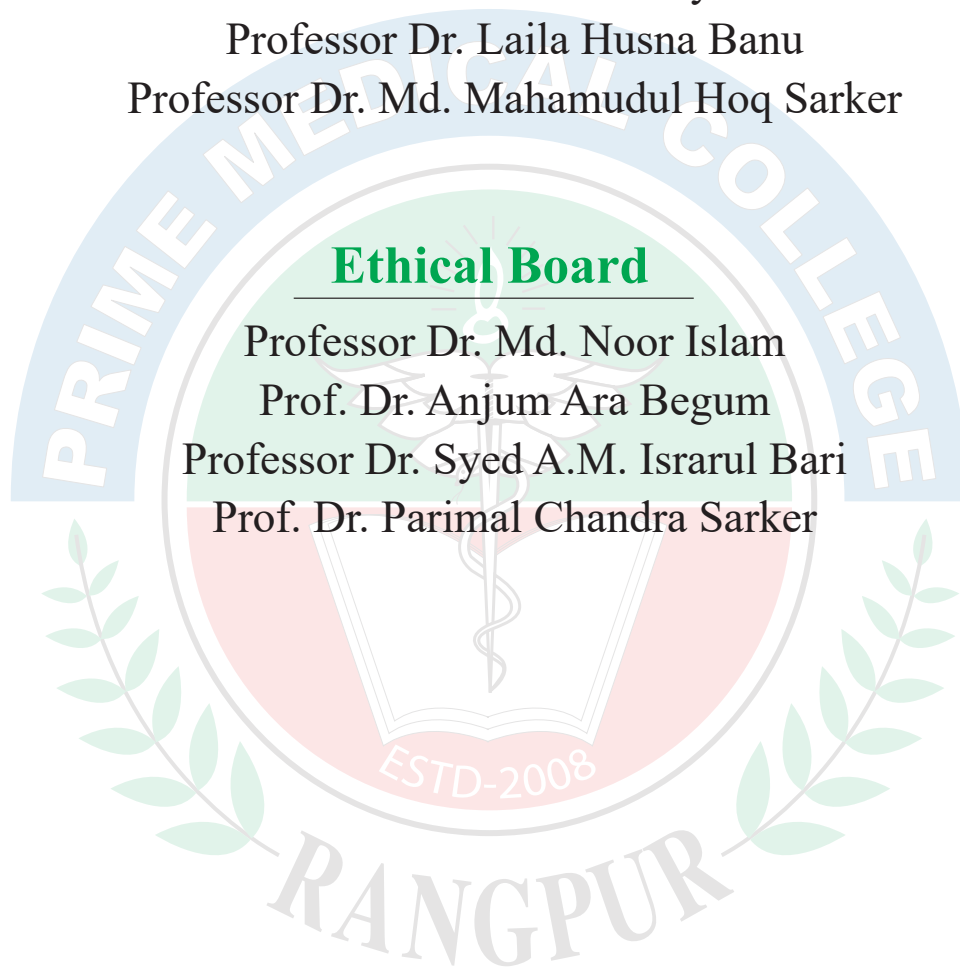 Professor Dr. Laila Husna Banu
Professor Dr. Md. Mahamudul Hoq Sarker
PRIME MEDICAL COLLEGE
Ethical Board
Professor Dr. Md. Noor Islam
Prof. Dr. Anjum Ara Begum
Professor Dr. Syed A.M. Israrul Bari
Prof. Dr. Parimal Chandra Sarker
ESTD-2008
RANGPUR